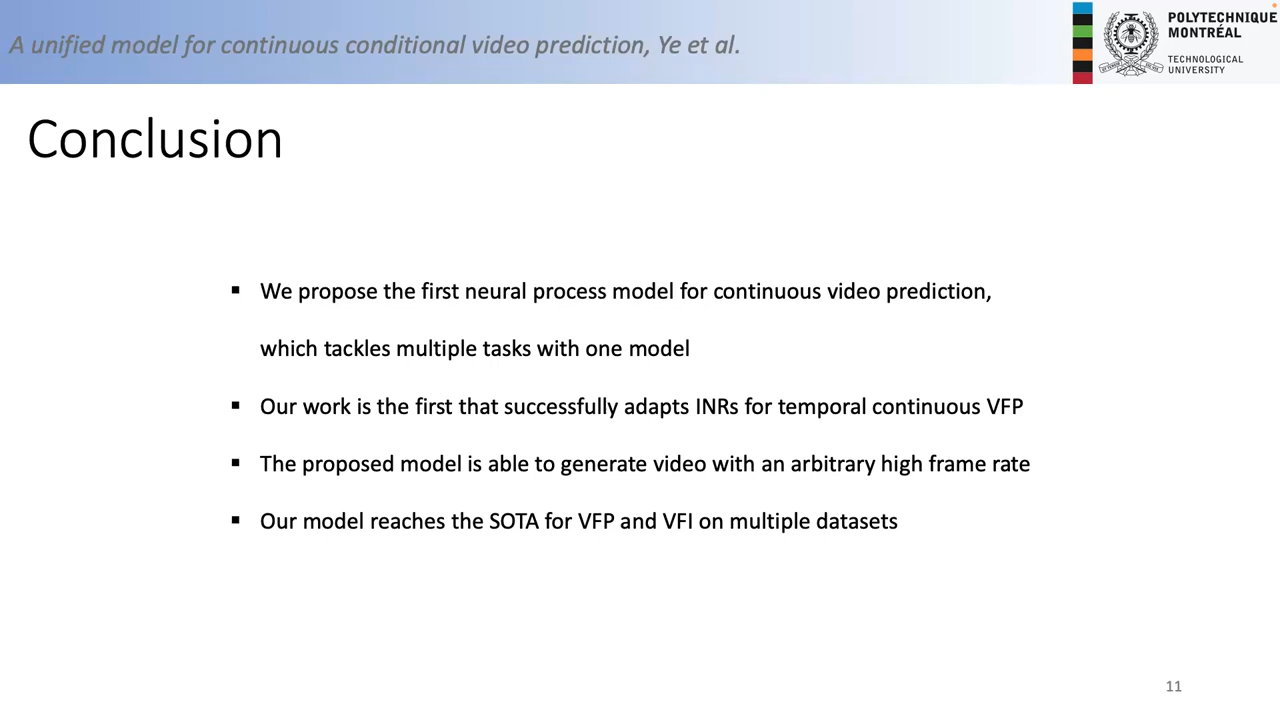 A unified model for continuous conditional video prediction, Ye et al.
POLYTECHNIQUE
MONTRÉAL
TECHNOLOGICAL
UNIVERSITY
Conclusion
▪ We propose the first neural process model for continuous video prediction,
which tackles multiple tasks with one model
▪ Our work is the first that successfully adapts INRs for temporal continuous VFP
▪ The proposed model is able to generate video with an arbitrary high frame rate
▪ Our model reaches the SOTA for VFP and VFI on multiple datasets
11